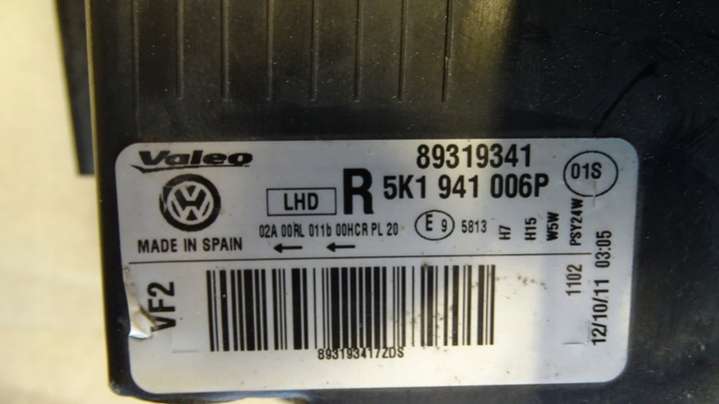 Valeo
89319341
LHD R 5K1 941 006P
01S
MADE IN SPAIN
02A 00RL 011b 00HCR PL 20
E 9 5813
H7
H15
W5W
PSY24W
VF2
893193417ZDS
1102
12/10/11 03:05